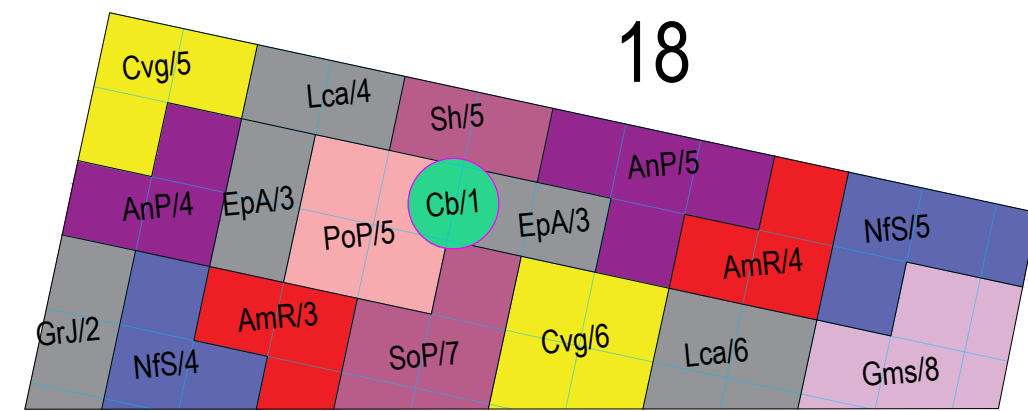 18
Cvg/5
Lca/4
Sh/5
AnP/5
AnP/4
EpA/3
PoP/5
Cb/1
EpA/3
AmR/4
NfS/5
GrJ/2
NfS/4
AmR/3
SoP/7
Cvg/6
Lca/6
Gms/8